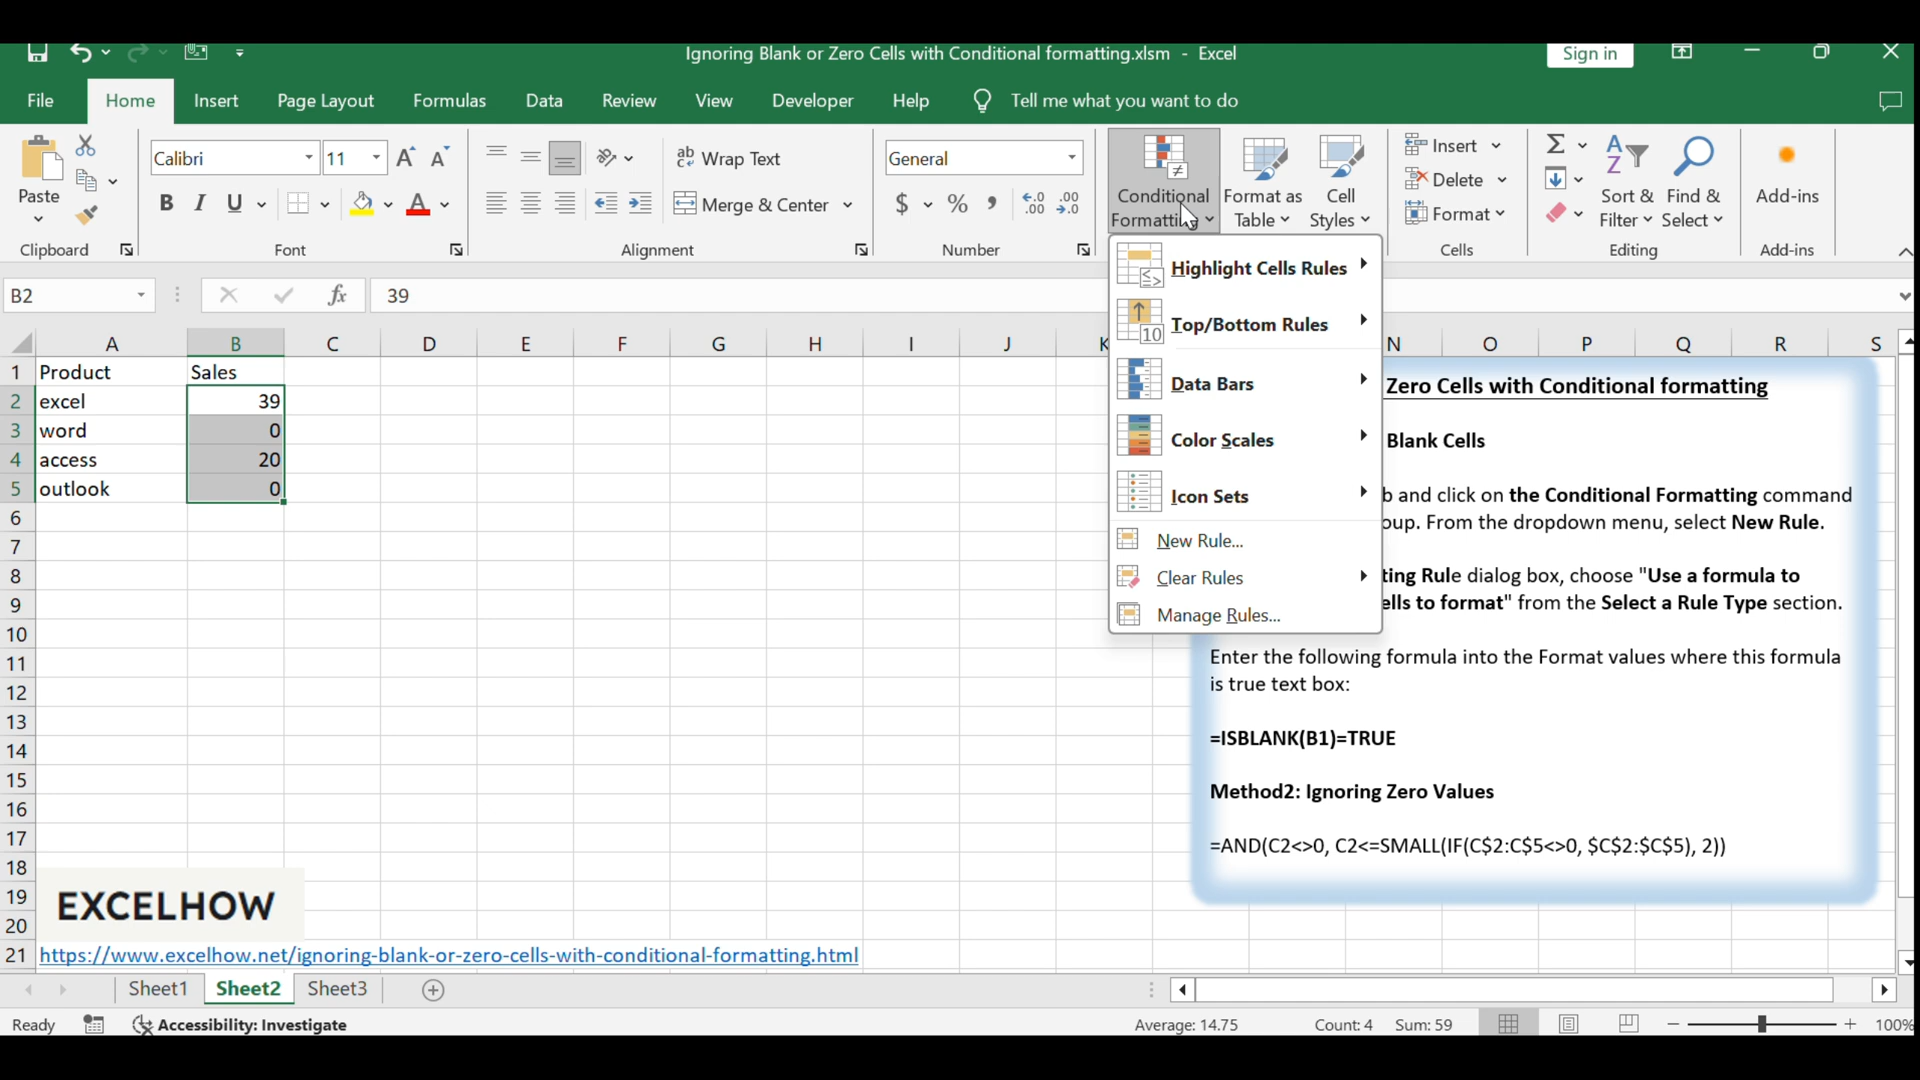 Ignoring Blank or Zero Cells with Conditional formatting.xlsm - Excel
Sign in
File Home Insert Page Layout Formulas Data Review View Developer Help Tell me what you want to do
Paste
Clipboard
Calibri 11
B I U A
Font
Wrap Text
Merge & Center
Alignment
General
$ % , .00
Number
Conditional Formatting
Format as Table
Cell Styles
Insert
Delete
Format
Cells
Sort & Filter
Find & Select
Editing
Add-ins
Add-ins
B2 fx 39
A B C D E F G H I J K N O P Q R S
1 Product Sales
2 excel 39
3 word 0
4 access 20
5 outlook 0
6
7
8
9
10
11
12
13
14
15
16
17
18
19
20
21 https://www.excelhow.net/ignoring-blank-or-zero-cells-with-conditional-formatting.html
EXCELHOW
Highlight Cells Rules
Top/Bottom Rules
Data Bars
Color Scales
Icon Sets
New Rule...
Clear Rules
Manage Rules...
Zero Cells with Conditional formatting
Blank Cells
b and click on the Conditional Formatting command
oup. From the dropdown menu, select New Rule.
ting Rule dialog box, choose "Use a formula to
ells to format" from the Select a Rule Type section.
Enter the following formula into the Format values where this formula
is true text box:
=ISBLANK(B1)=TRUE
Method2: Ignoring Zero Values
=AND(C2<>0, C2<=SMALL(IF(C$2:C$5<>0, $C$2:$C$5), 2))
Sheet1 Sheet2 Sheet3
Ready Accessibility: Investigate Average: 14.75 Count: 4 Sum: 59 100%